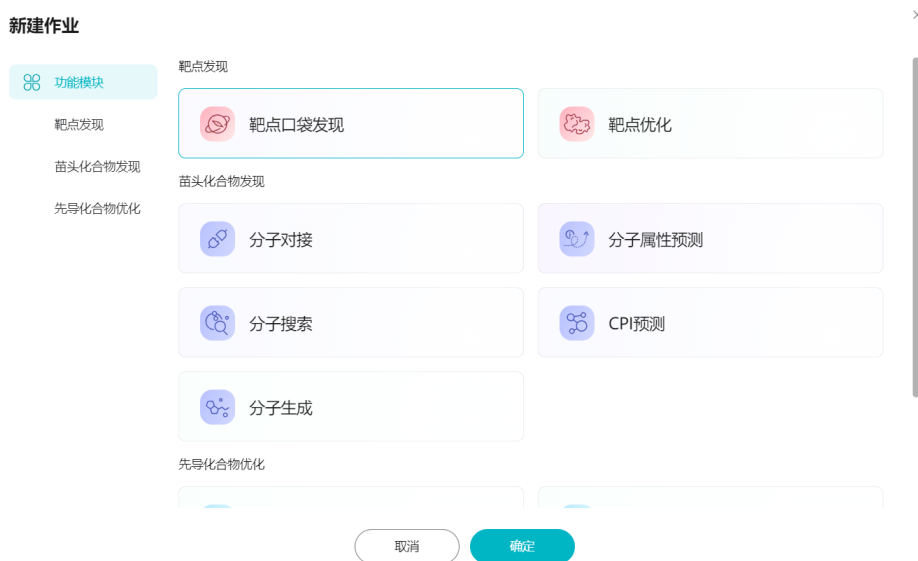 新建作业
功能模块
靶点发现
苗头化合物发现
先导化合物优化
靶点发现
靶点口袋发现
靶点优化
苗头化合物发现
分子对接
分子属性预测
分子搜索
CPI预测
分子生成
先导化合物优化
取消
确定